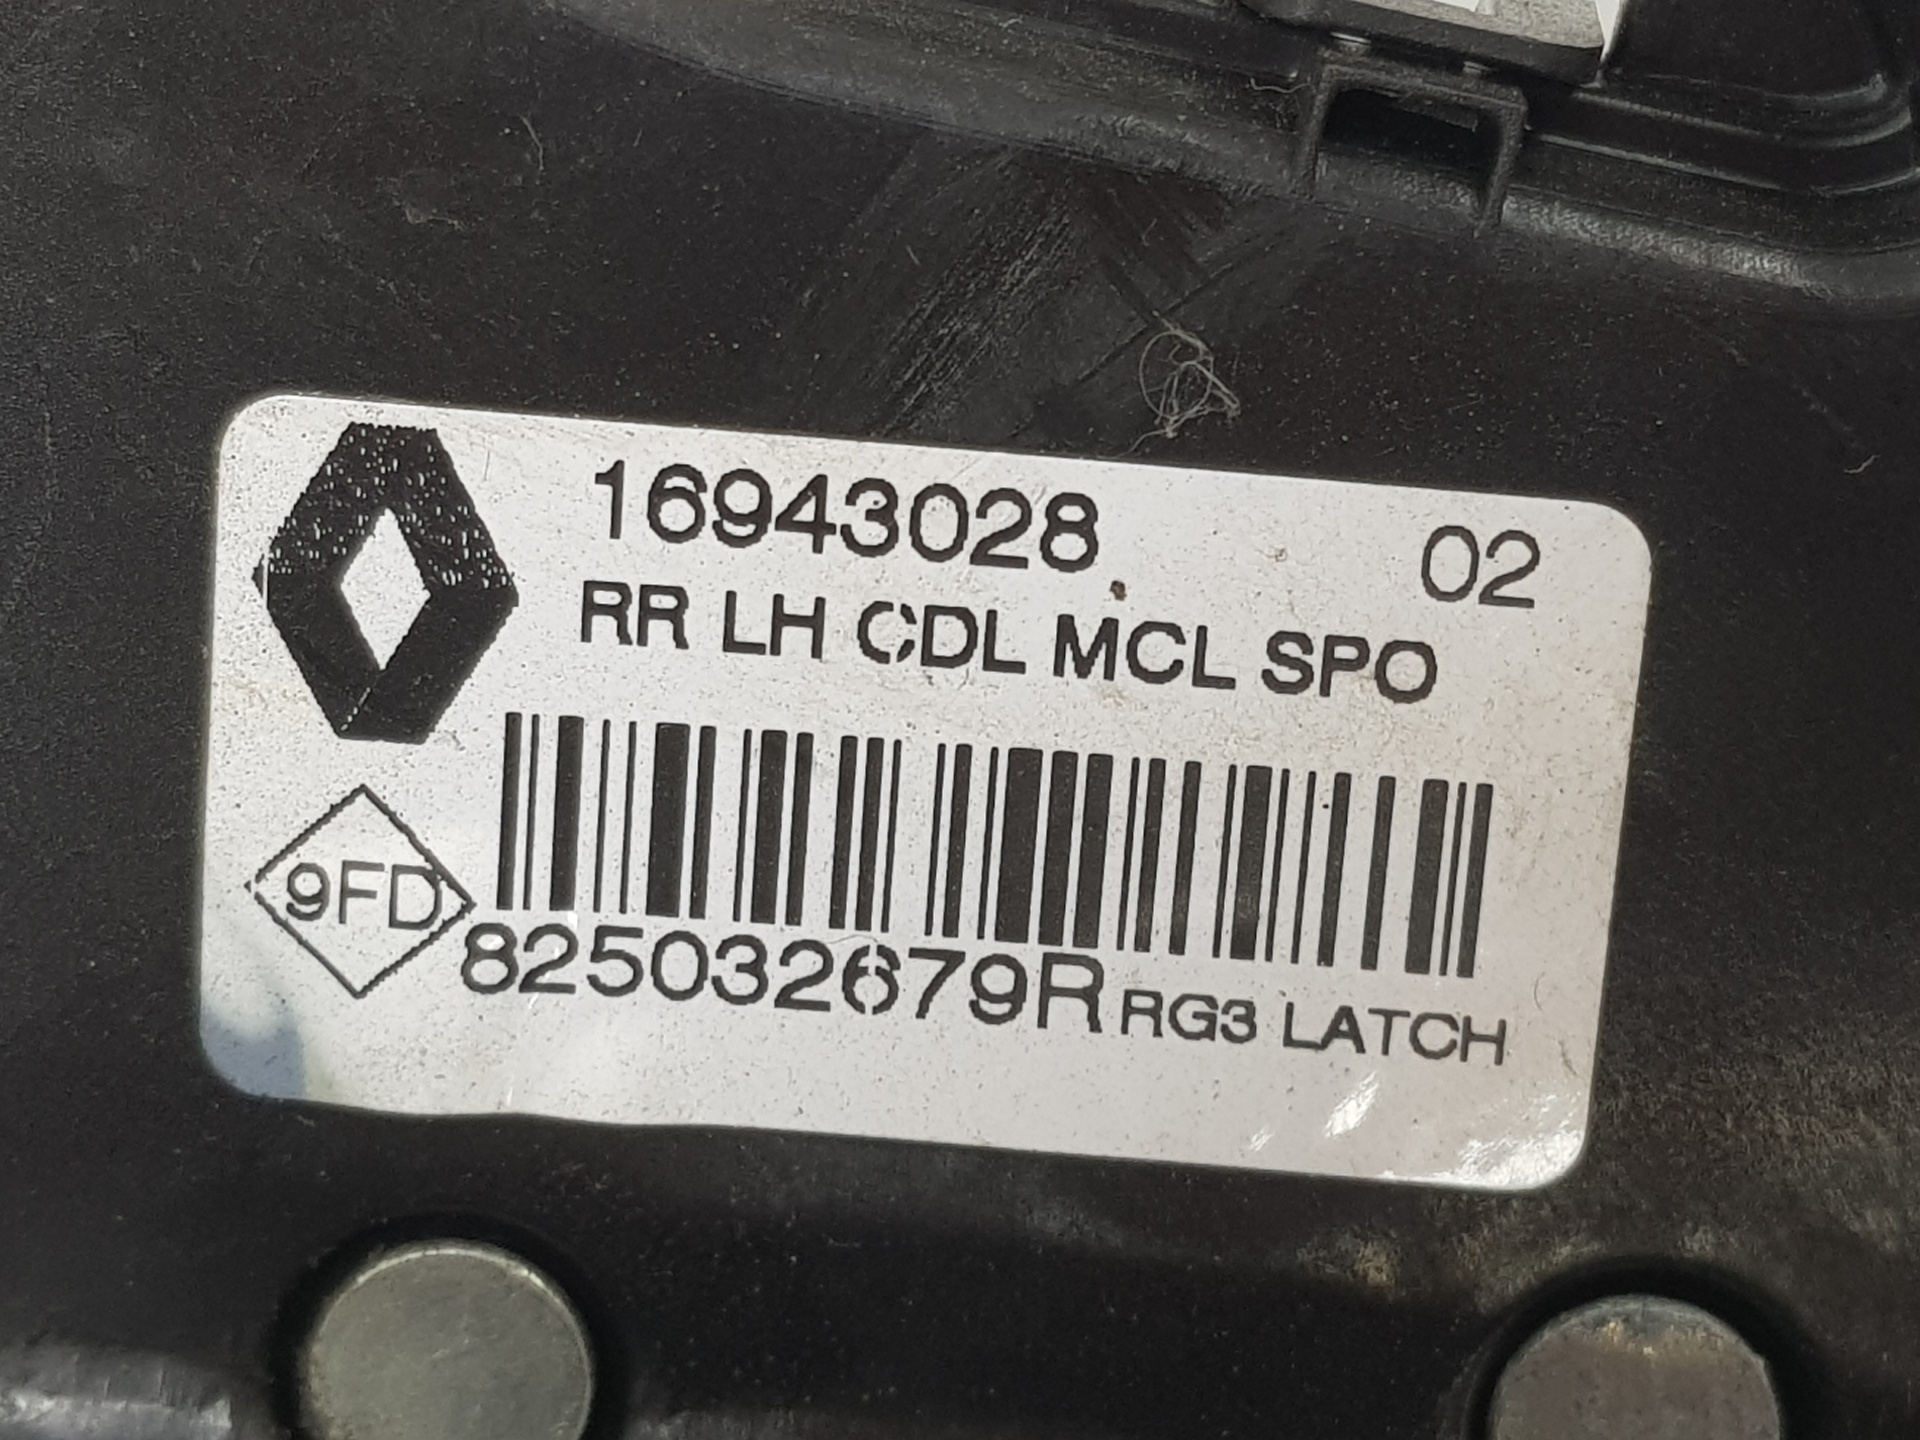 16943028 02
RR LH CDL MCL SPO
9FD
825032679R RG3 LATCH